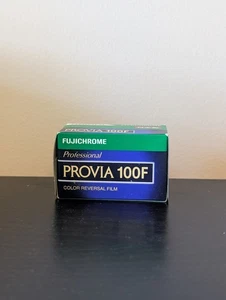 FUJICHROME
Professional
PROVIA 100F
COLOR REVERSAL FILM